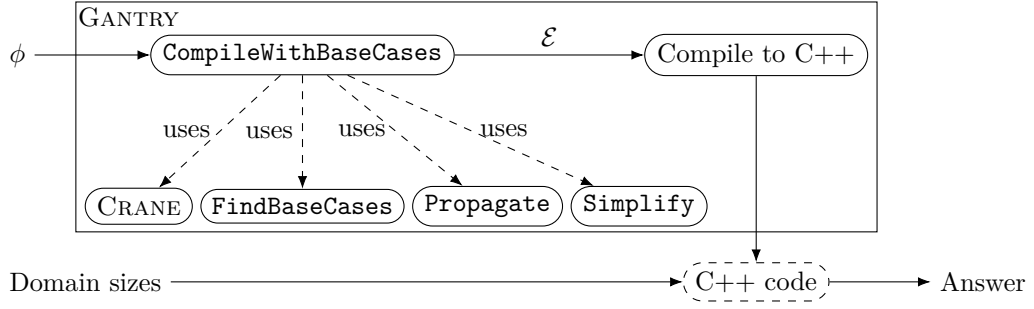 GANTRY
ϕ CompileWithBaseCases ℰ Compile to C++
uses uses uses uses
CRANE FindBaseCases Propagate Simplify
Domain sizes C++ code Answer